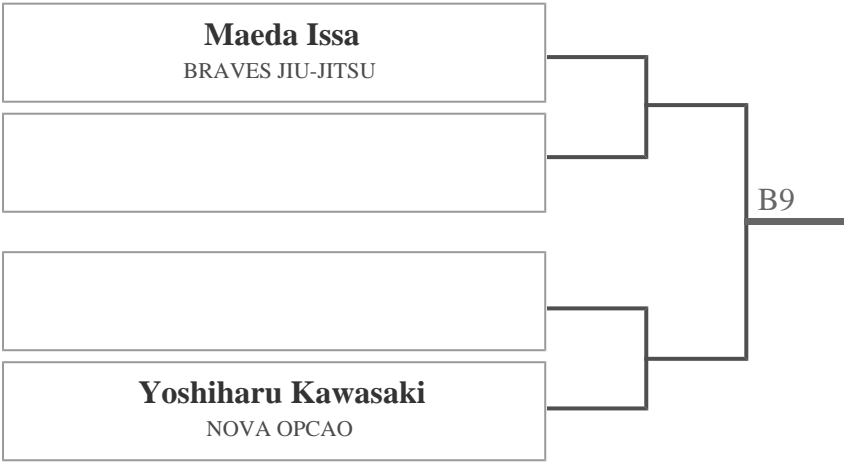 Maeda Issa
BRAVES JIU-JITSU
B9
Yoshiharu Kawasaki
NOVA OPCAO